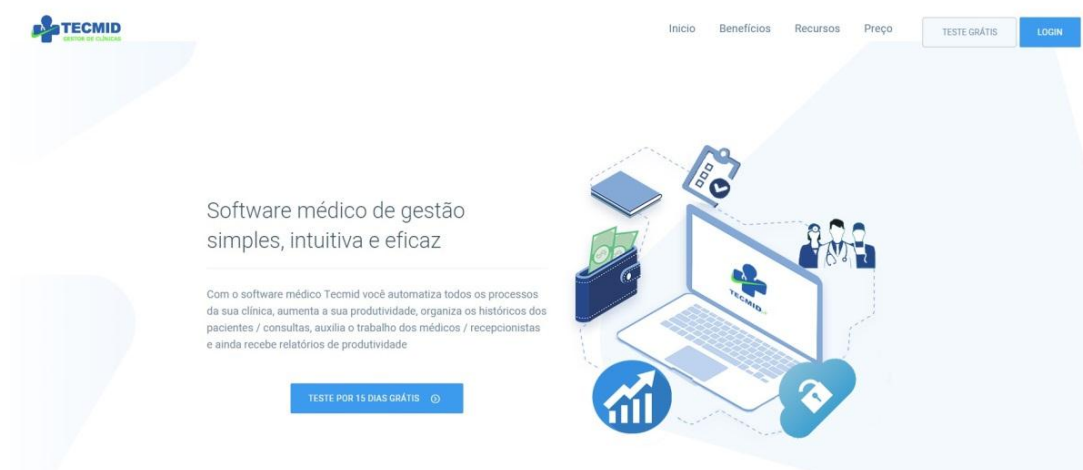 TECMID
GESTOR DE CLÍNICAS
Inicio Benefícios Recursos Preço TESTE GRÁTIS LOGIN
Software médico de gestão
simples, intuitiva e eficaz
Com o software médico Tecmid você automatiza todos os processos
da sua clínica, aumenta a sua produtividade, organiza os históricos dos
pacientes / consultas, auxilia o trabalho dos médicos / recepcionistas
e ainda recebe relatórios de produtividade
TESTE POR 15 DIAS GRÁTIS
TECMID